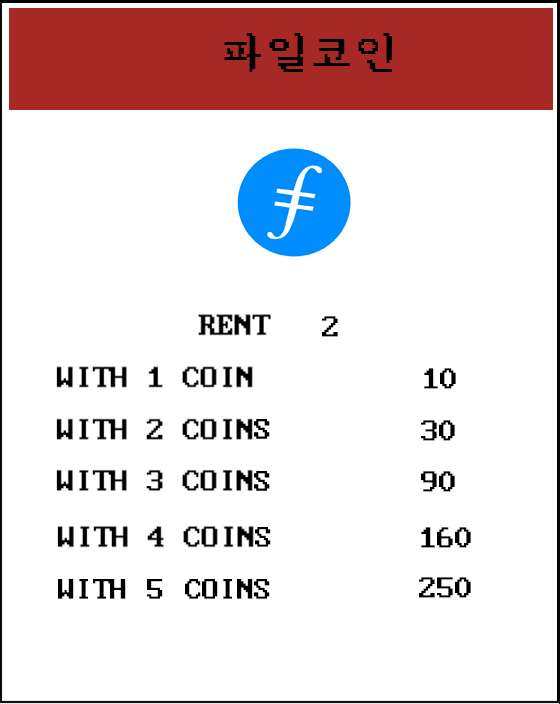 파일코인
RENT 2
WITH 1 COIN 10
WITH 2 COINS 30
WITH 3 COINS 90
WITH 4 COINS 160
WITH 5 COINS 250